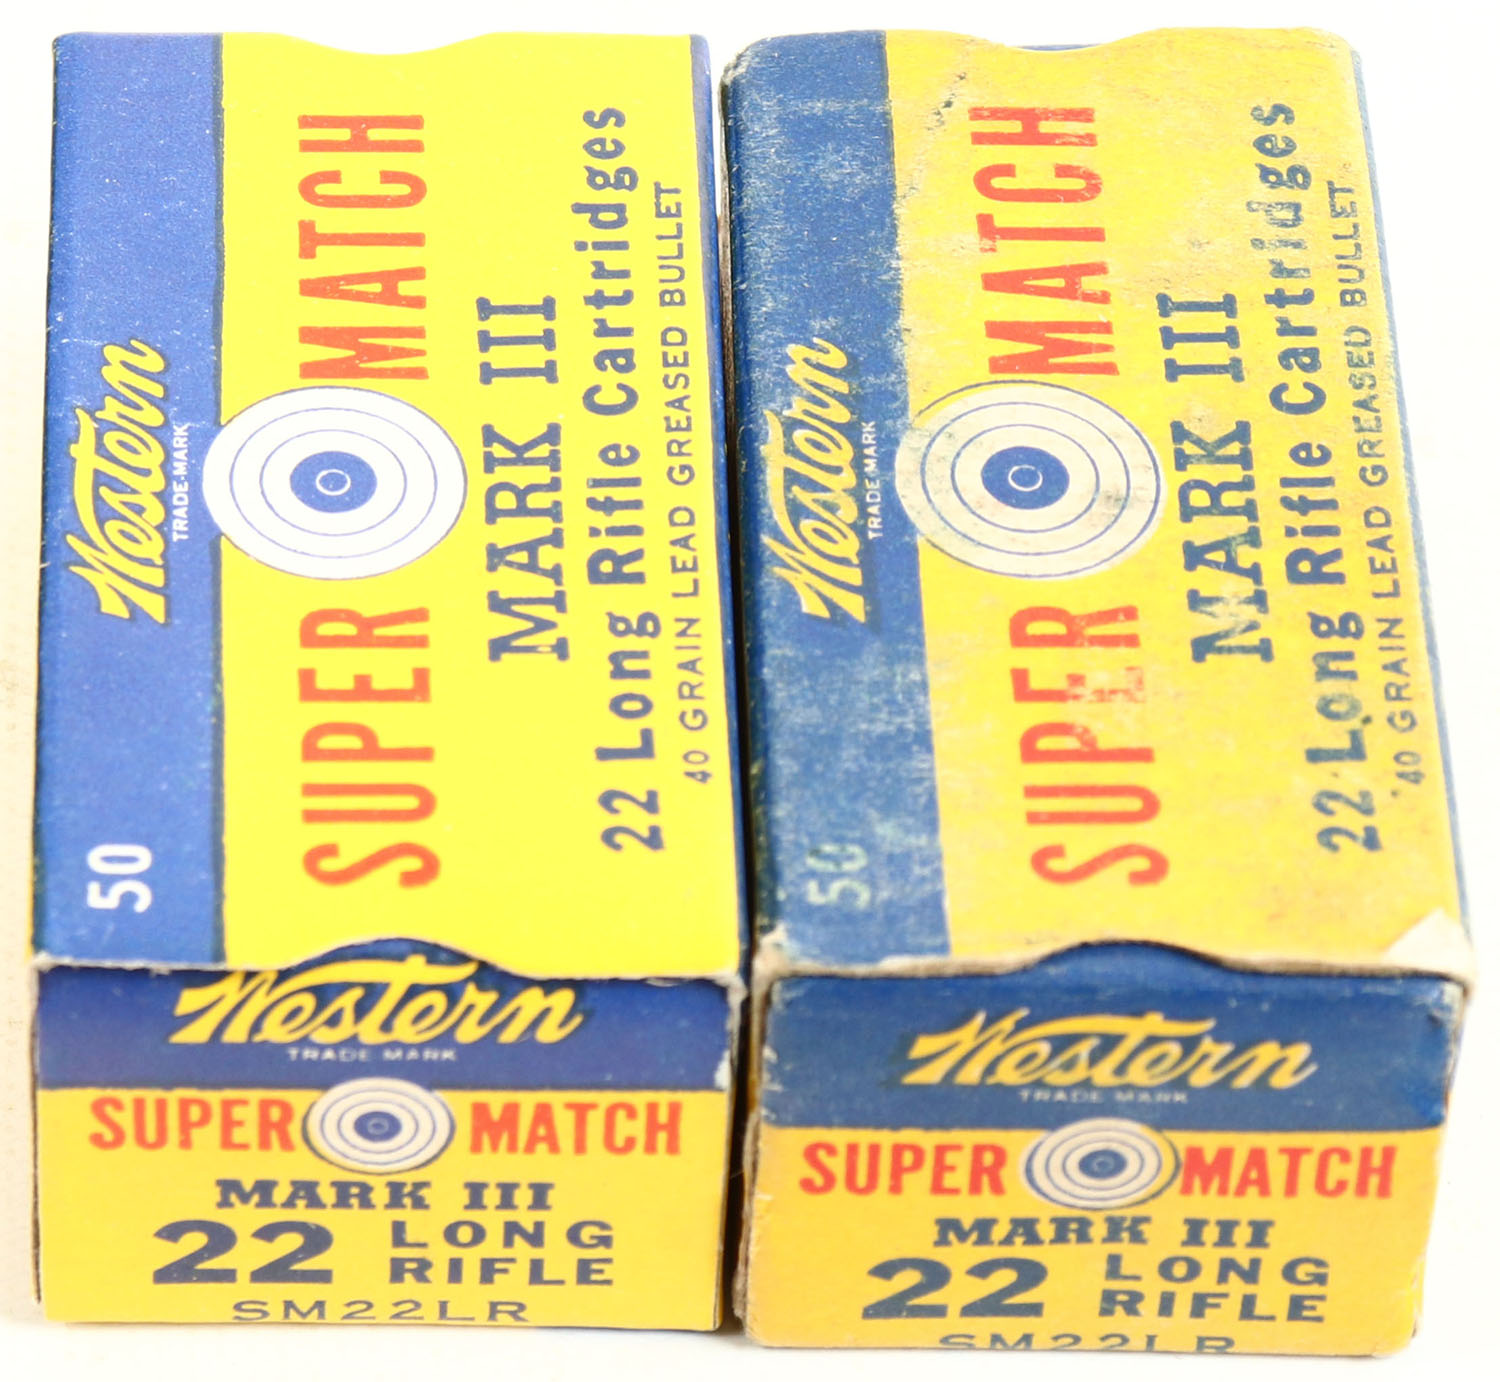 Western
TRADE-MARK
50
SUPER MATCH
MARK III
22 Long Rifle Cartridges
40 GRAIN LEAD GREASED BULLET
Western
TRADE MARK
SUPER MATCH
MARK III
22 LONG
RIFLE
SM22LR
Western
TRADE-MARK
50
SUPER MATCH
MARK III
22 Long Rifle Cartridges
40 GRAIN LEAD GREASED BULLET
Western
TRADE MARK
SUPER MATCH
MARK III
22 LONG
RIFLE
SM22LR